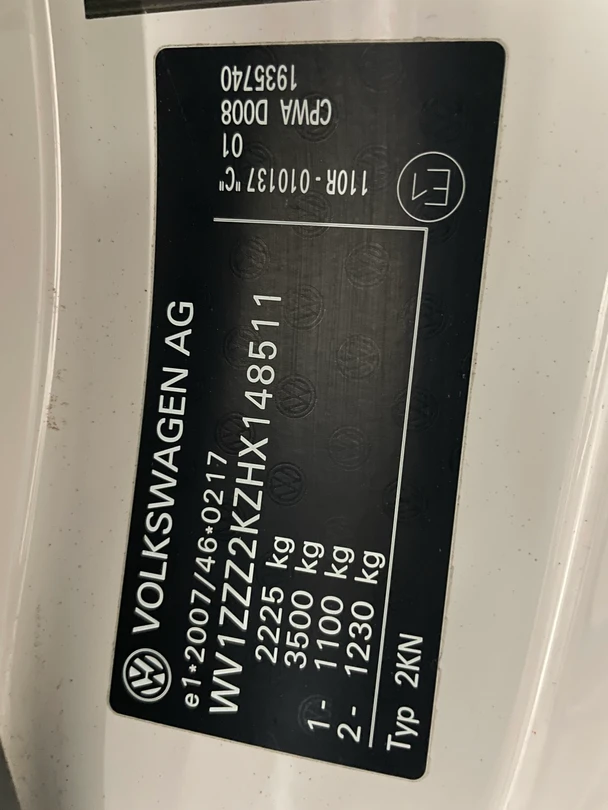 VOLKSWAGEN AG
e1*2007/46*0217
WV1ZZZ2KZHX148511
2225 kg
3500 kg
1- 1100 kg
2- 1230 kg
Typ 2KN
E1
110R-010137 "C"
01
CPWA D008
1935740